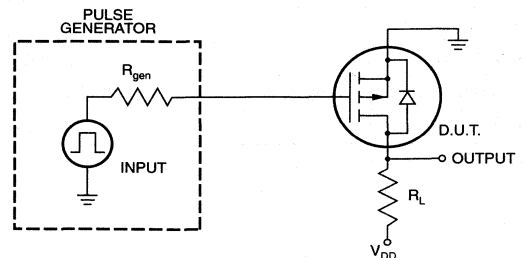 PULSE
GENERATOR
Rgen
INPUT
D.U.T.
OUTPUT
RL
VDD